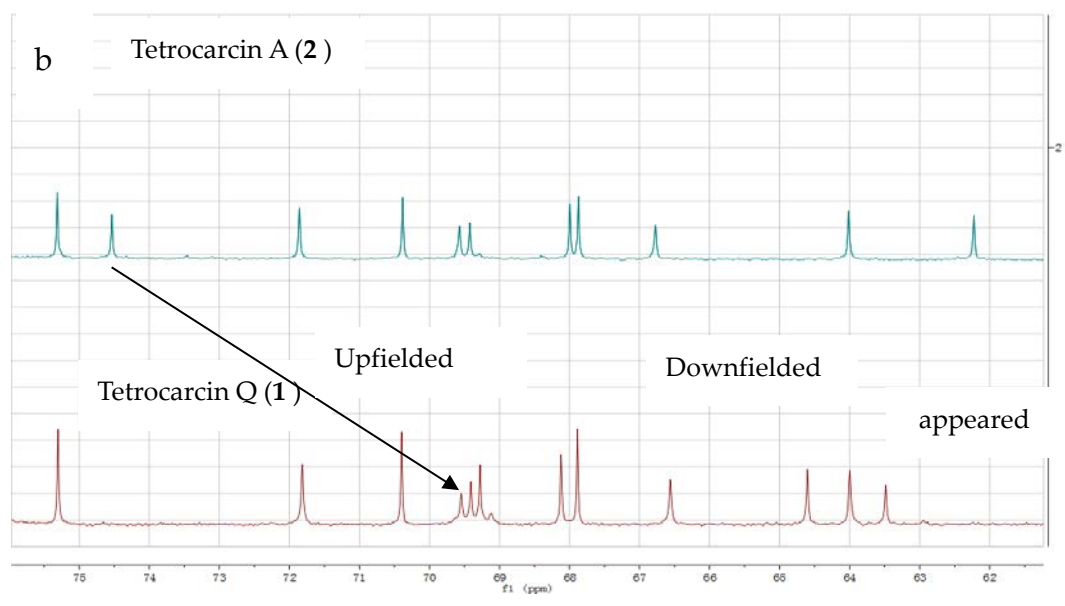 b
Tetrocarcin A (2 )
2
Upfielded
Downfielded
Tetrocarcin Q (1 )
appeared
75 74 73 72 71 70 69 68 67 66 65 64 63 62
f1 (ppm)